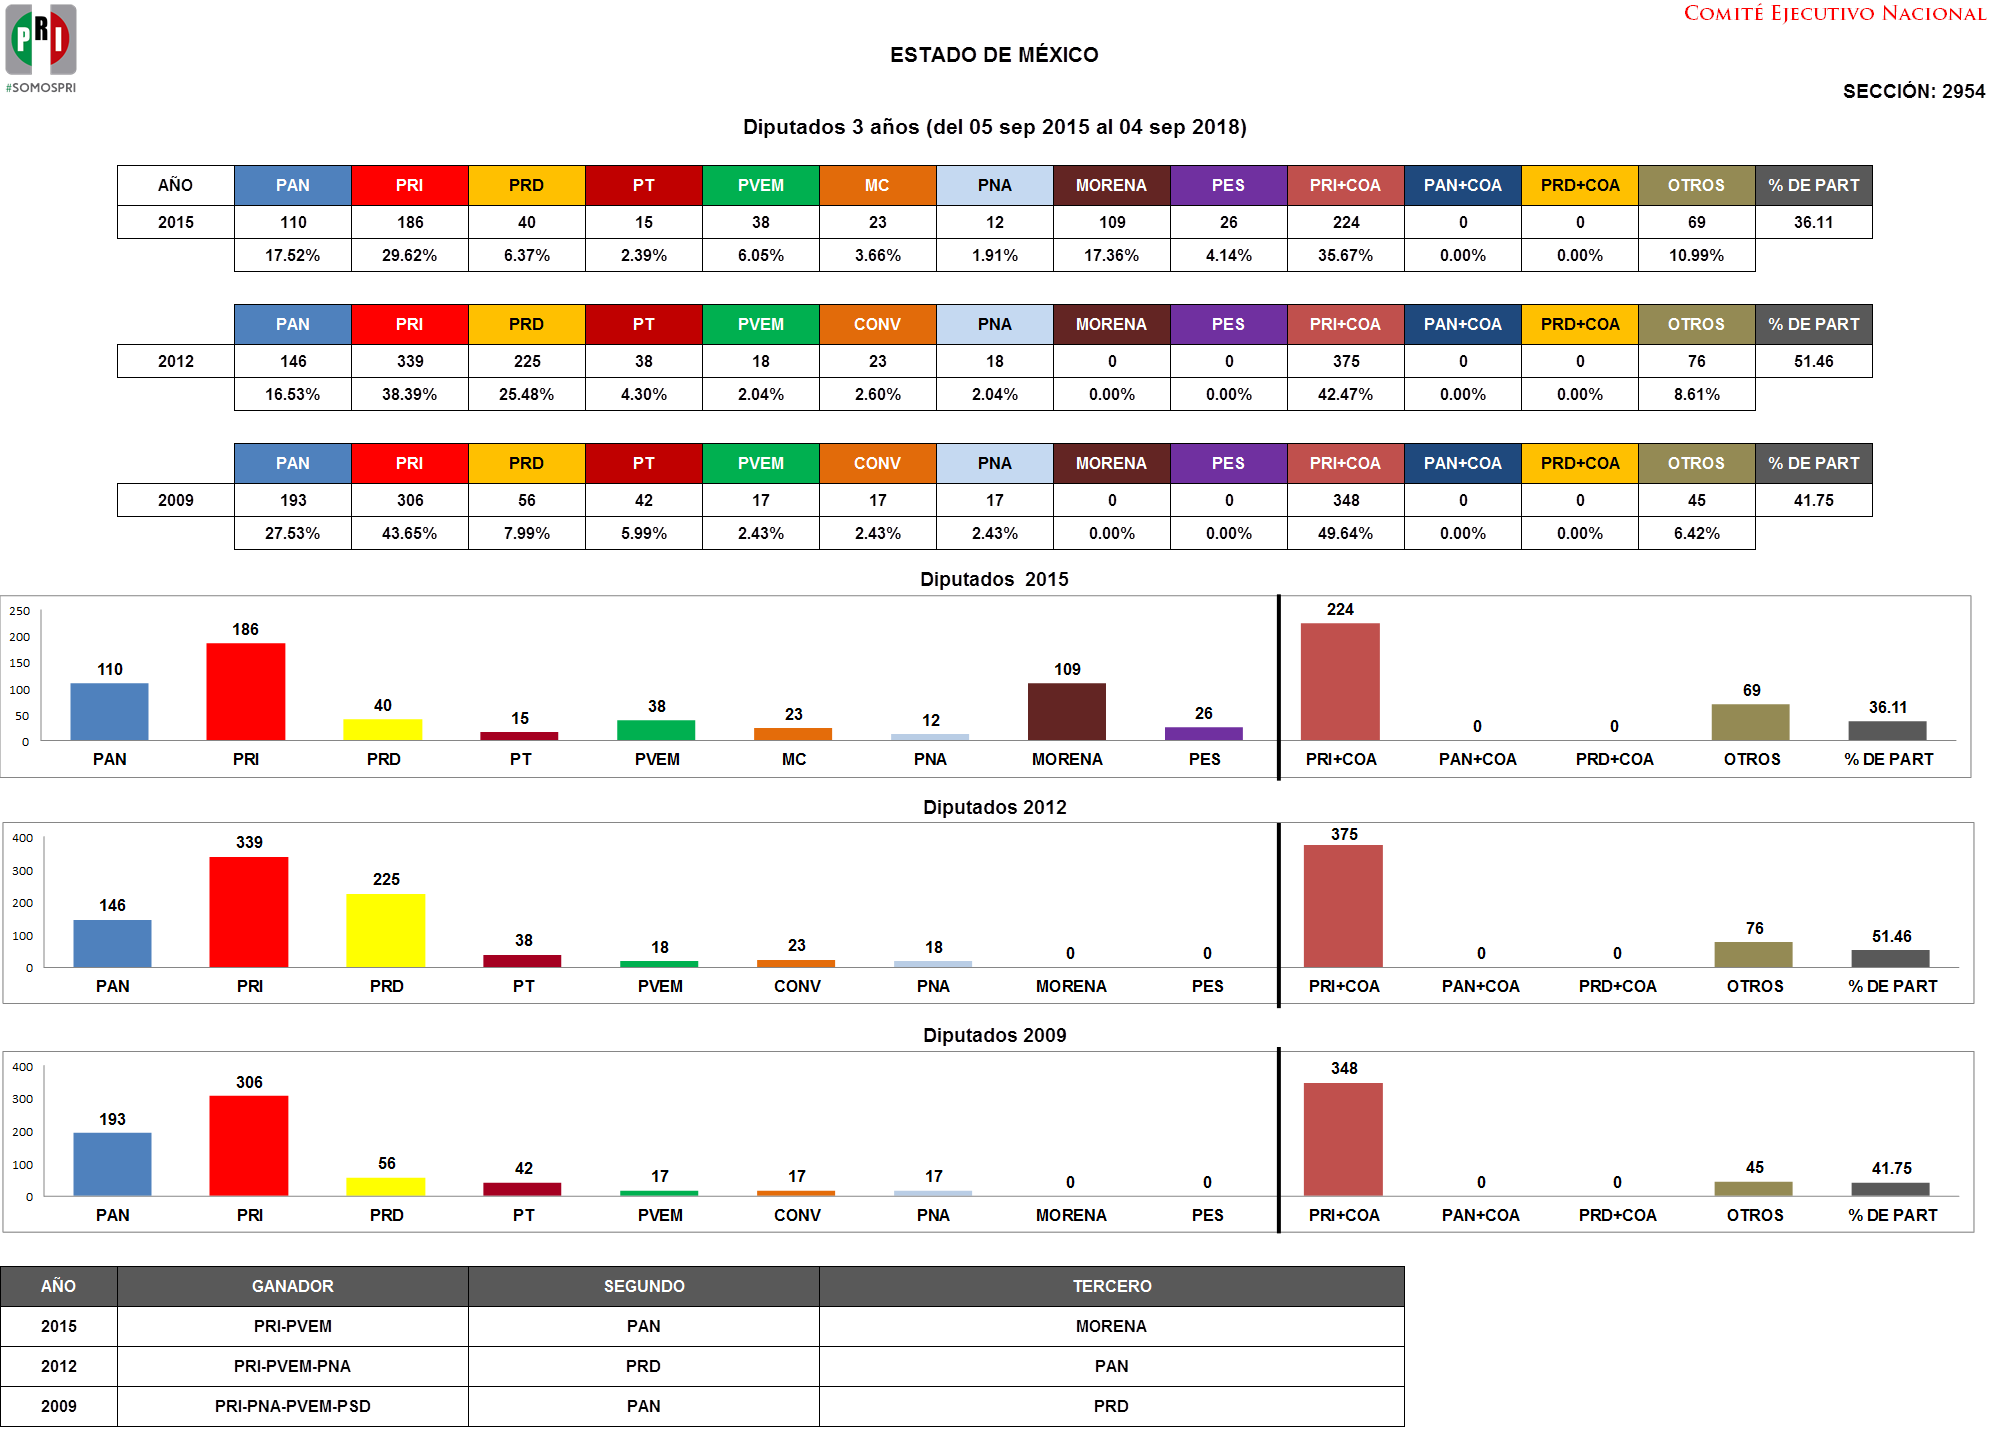 PRI
#SOMOSPRI
COMITÉ EJECUTIVO NACIONAL
ESTADO DE MÉXICO
SECCIÓN: 2954
Diputados 3 años (del 05 sep 2015 al 04 sep 2018)
AÑO PAN PRI PRD PT PVEM MC PNA MORENA PES PRI+COA PAN+COA PRD+COA OTROS % DE PART
2015 110 186 40 15 38 23 12 109 26 224 0 0 69 36.11
17.52% 29.62% 6.37% 2.39% 6.05% 3.66% 1.91% 17.36% 4.14% 35.67% 0.00% 0.00% 10.99%
PAN PRI PRD PT PVEM CONV PNA MORENA PES PRI+COA PAN+COA PRD+COA OTROS % DE PART
2012 146 339 225 38 18 23 18 0 0 375 0 0 76 51.46
16.53% 38.39% 25.48% 4.30% 2.04% 2.60% 2.04% 0.00% 0.00% 42.47% 0.00% 0.00% 8.61%
PAN PRI PRD PT PVEM CONV PNA MORENA PES PRI+COA PAN+COA PRD+COA OTROS % DE PART
2009 193 306 56 42 17 17 17 0 0 348 0 0 45 41.75
27.53% 43.65% 7.99% 5.99% 2.43% 2.43% 2.43% 0.00% 0.00% 49.64% 0.00% 0.00% 6.42%
Diputados 2015
250
200
150
100
50
0
110 186 40 15 38 23 12 109 26 224 0 0 69 36.11
PAN PRI PRD PT PVEM MC PNA MORENA PES PRI+COA PAN+COA PRD+COA OTROS % DE PART
Diputados 2012
400
300
200
100
0
146 339 225 38 18 23 18 0 0 375 0 0 76 51.46
PAN PRI PRD PT PVEM CONV PNA MORENA PES PRI+COA PAN+COA PRD+COA OTROS % DE PART
Diputados 2009
400
300
200
100
0
193 306 56 42 17 17 17 0 0 348 0 0 45 41.75
PAN PRI PRD PT PVEM CONV PNA MORENA PES PRI+COA PAN+COA PRD+COA OTROS % DE PART
AÑO GANADOR SEGUNDO TERCERO
2015 PRI-PVEM PAN MORENA
2012 PRI-PVEM-PNA PRD PAN
2009 PRI-PNA-PVEM-PSD PAN PRD